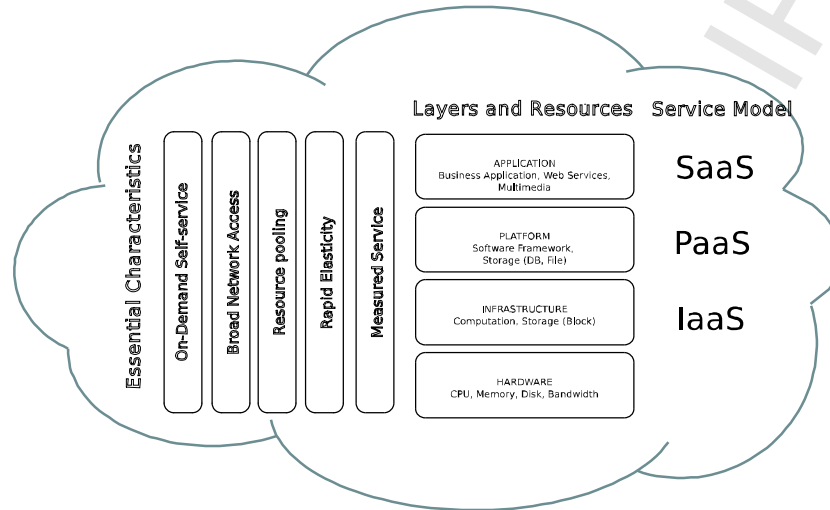 Layers and Resources
Service Model
Essential Characteristics
On-Demand Self-service
Broad Network Access
Resource pooling
Rapid Elasticity
Measured Service
APPLICATION
Business Application, Web Services,
Multimedia
SaaS
PLATFORM
Software Framework,
Storage (DB, File)
PaaS
INFRASTRUCTURE
Computation, Storage (Block)
IaaS
HARDWARE
CPU, Memory, Disk, Bandwidth